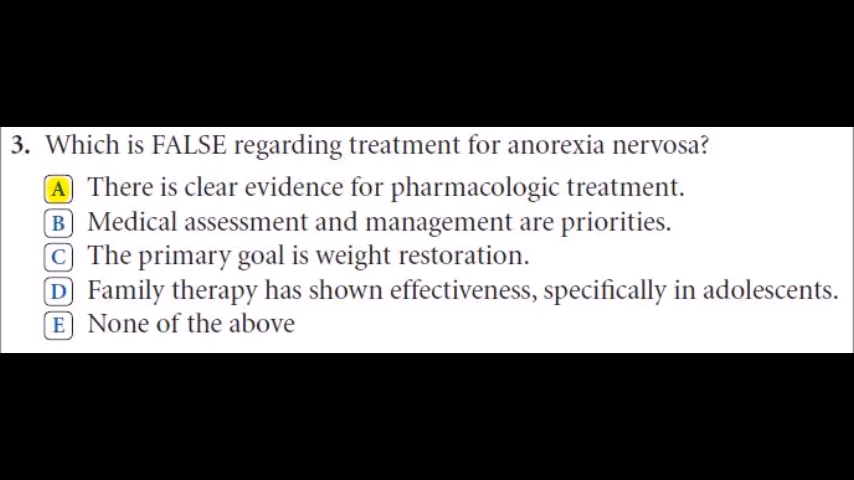 3. Which is FALSE regarding treatment for anorexia nervosa?
A There is clear evidence for pharmacologic treatment.
B Medical assessment and management are priorities.
C The primary goal is weight restoration.
D Family therapy has shown effectiveness, specifically in adolescents.
E None of the above